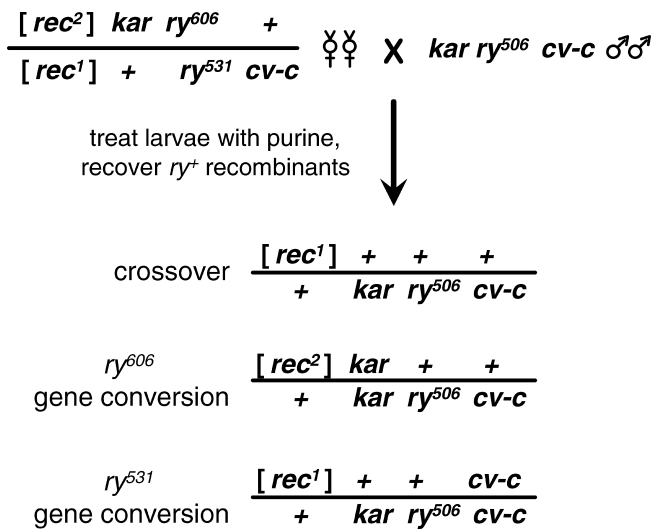 [rec² ] kar ry⁶⁰⁶ +
[rec¹] + ry⁵³¹ cv-c
☿☿ X kar ry⁵⁰⁶ cv-c ♂♂
treat larvae with purine,
recover ry⁺ recombinants
crossover
[rec¹] + + +
+ kar ry⁵⁰⁶ cv-c
ry⁶⁰⁶
gene conversion
[rec²] kar + +
+ kar ry⁵⁰⁶ cv-c
ry⁵³¹
gene conversion
[rec¹] + + cv-c
+ kar ry⁵⁰⁶ cv-c